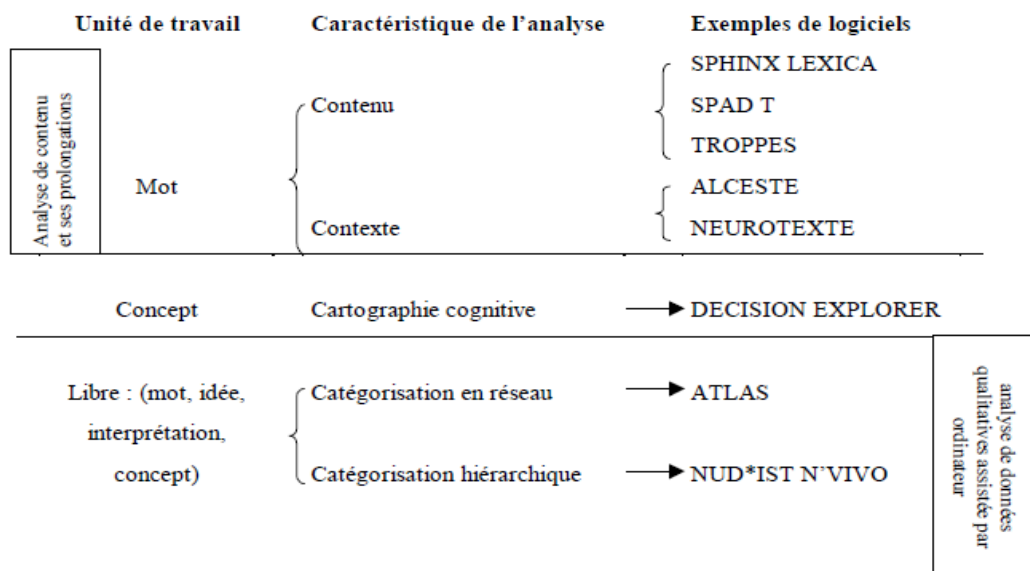 Unité de travail Caractéristique de l'analyse Exemples de logiciels
Analyse de contenu
et ses prolongations
SPHINX LEXICA
Contenu SPAD T
TROPPES
Mot ALCESTE
Contexte NEUROTEXTE
Concept Cartographie cognitive DECISION EXPLORER
Libre : (mot, idée, Catégorisation en réseau ATLAS
interprétation,
concept) Catégorisation hiérarchique NUD*IST N'VIVO
analyse de données
qualitatives assistée par
ordinateur